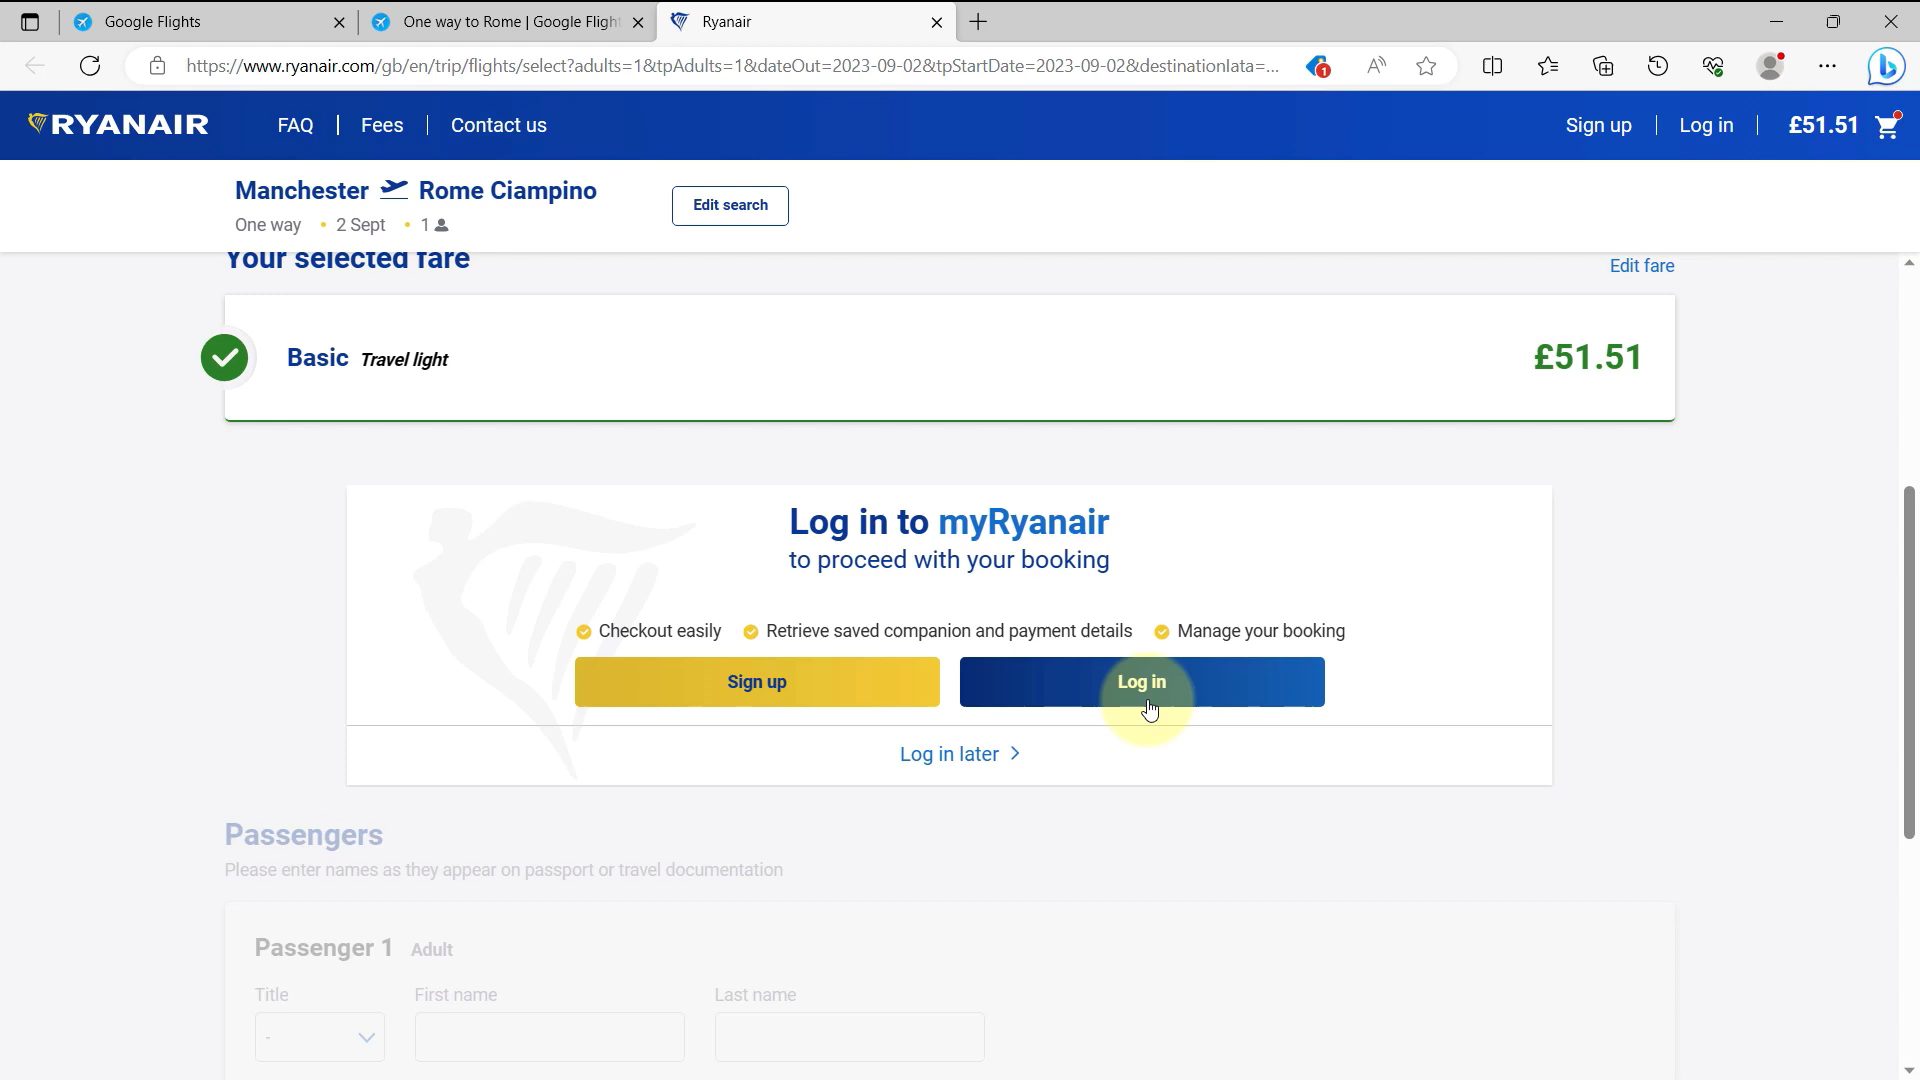 Google Flights
One way to Rome | Google Fligh
Ryanair
https://www.ryanair.com/gb/en/trip/flights/select?adults=1&tpAdults=1&dateOut=2023-09-02&tpStartDate=2023-09-02&destinationIata=...
1
RYANAIR
FAQ
Fees
Contact us
Sign up
Log in
£51.51
Manchester Rome Ciampino
Edit search
One way • 2 Sept • 1
Your selected fare
Edit fare
Basic Travel light
£51.51
Log in to myRyanair
to proceed with your booking
Checkout easily
Retrieve saved companion and payment details
Manage your booking
Sign up
Log in
Log in later
Passengers
Please enter names as they appear on passport or travel documentation
Passenger 1 Adult
Title
First name
Last name
-